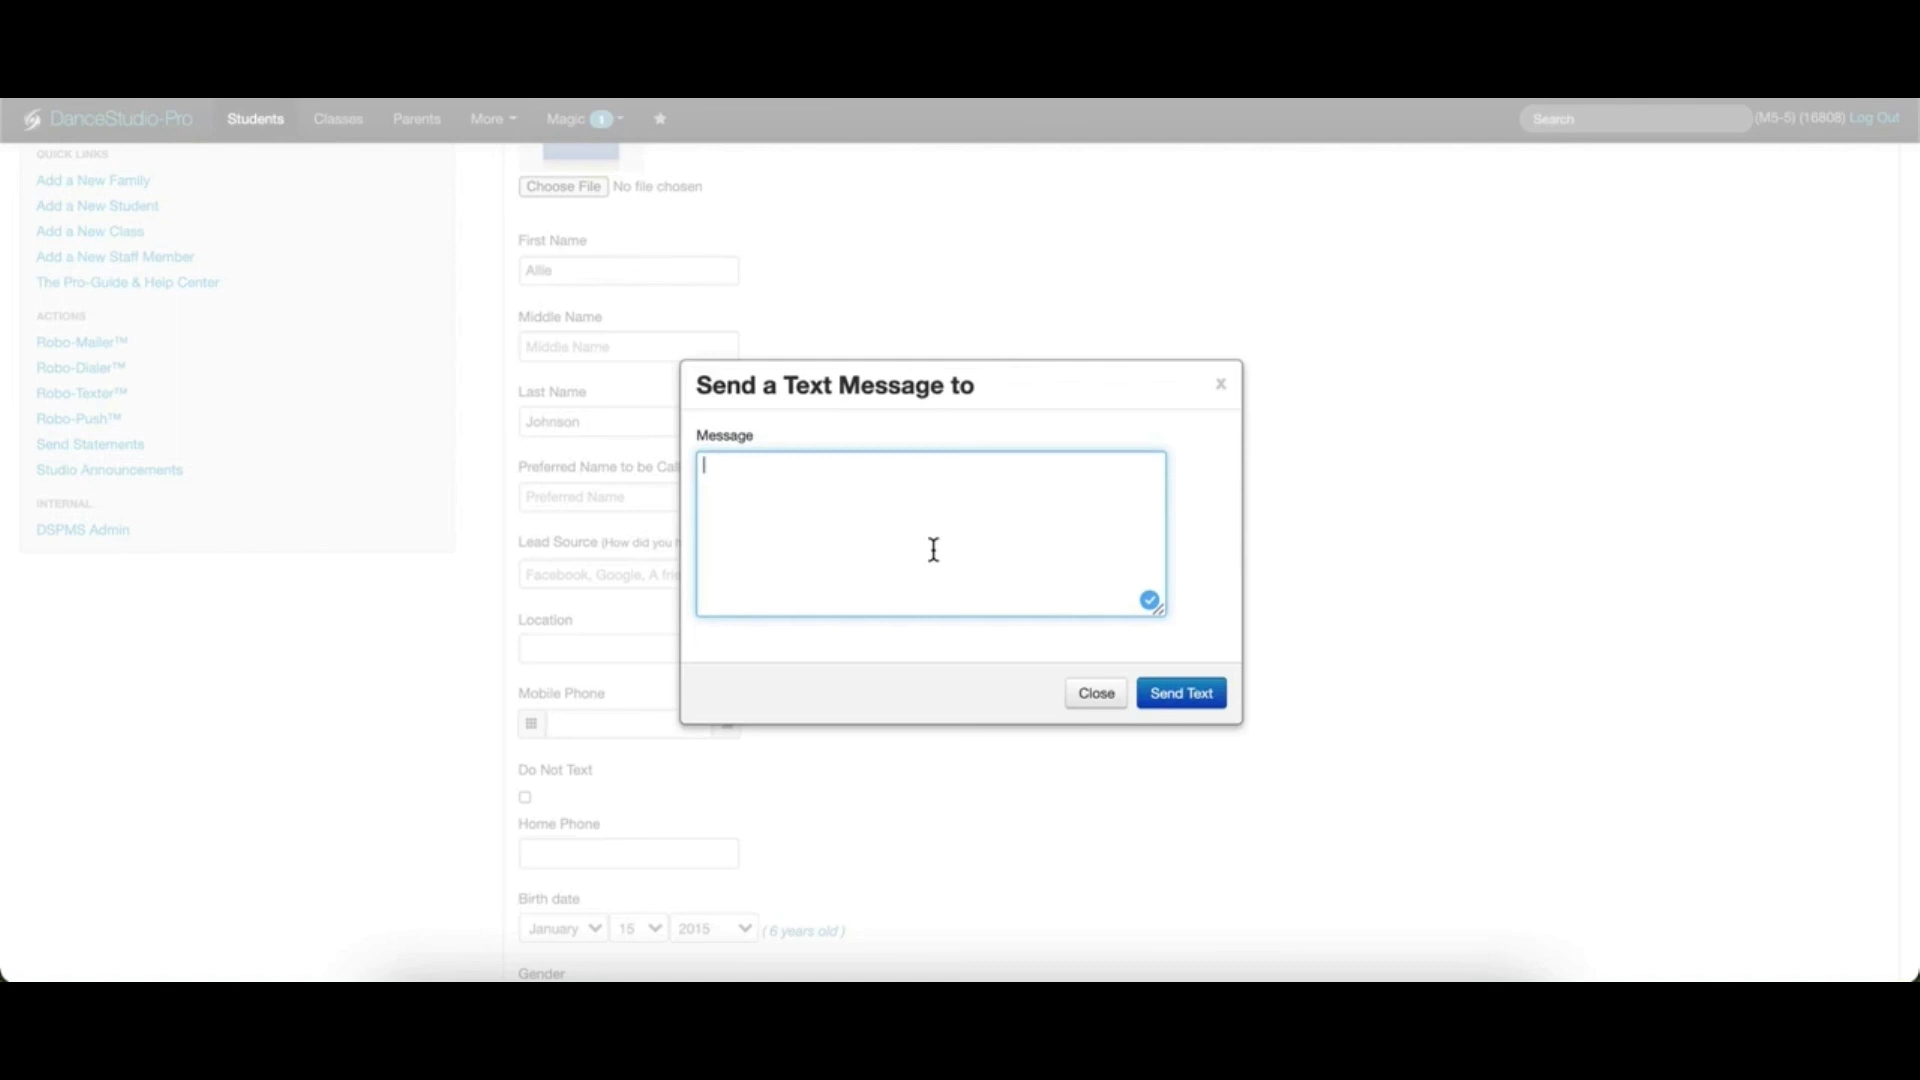 DanceStudio-Pro Students Classes Parents More Magic 1 Search (M5-5) (16808) Log Out
QUICK LINKS
Add a New Family
Add a New Student
Add a New Class
Add a New Staff Member
The Pro-Guide & Help Center
ACTIONS
Robo-Mailer™
Robo-Dialer™
Robo-Texter™
Robo-Push™
Send Statements
Studio Announcements
INTERNAL
DSPMS Admin
Choose File No file chosen
First Name
Allie
Middle Name
Middle Name
Last Name
Johnson
Preferred Name to be Cal
Preferred Name
Lead Source (How did you
Facebook, Google, A frie
Location
Mobile Phone
Do Not Text
Home Phone
Birth date
January 15 2015 ( 6 years old )
Gender
Send a Text Message to x
Message
Close Send Text